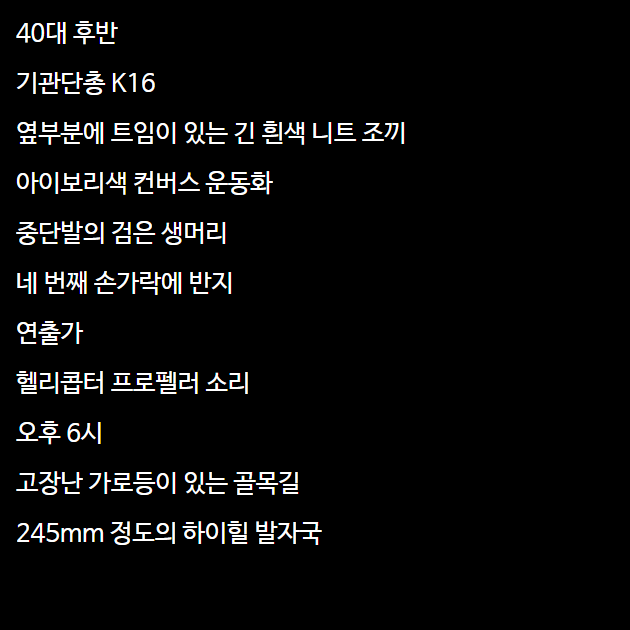 40대 후반
기관단총 K16
옆부분에 트임이 있는 긴 흰색 니트 조끼
아이보리색 컨버스 운동화
중단발의 검은 생머리
네 번째 손가락에 반지
연출가
헬리콥터 프로펠러 소리
오후 6시
고장난 가로등이 있는 골목길
245mm 정도의 하이힐 발자국